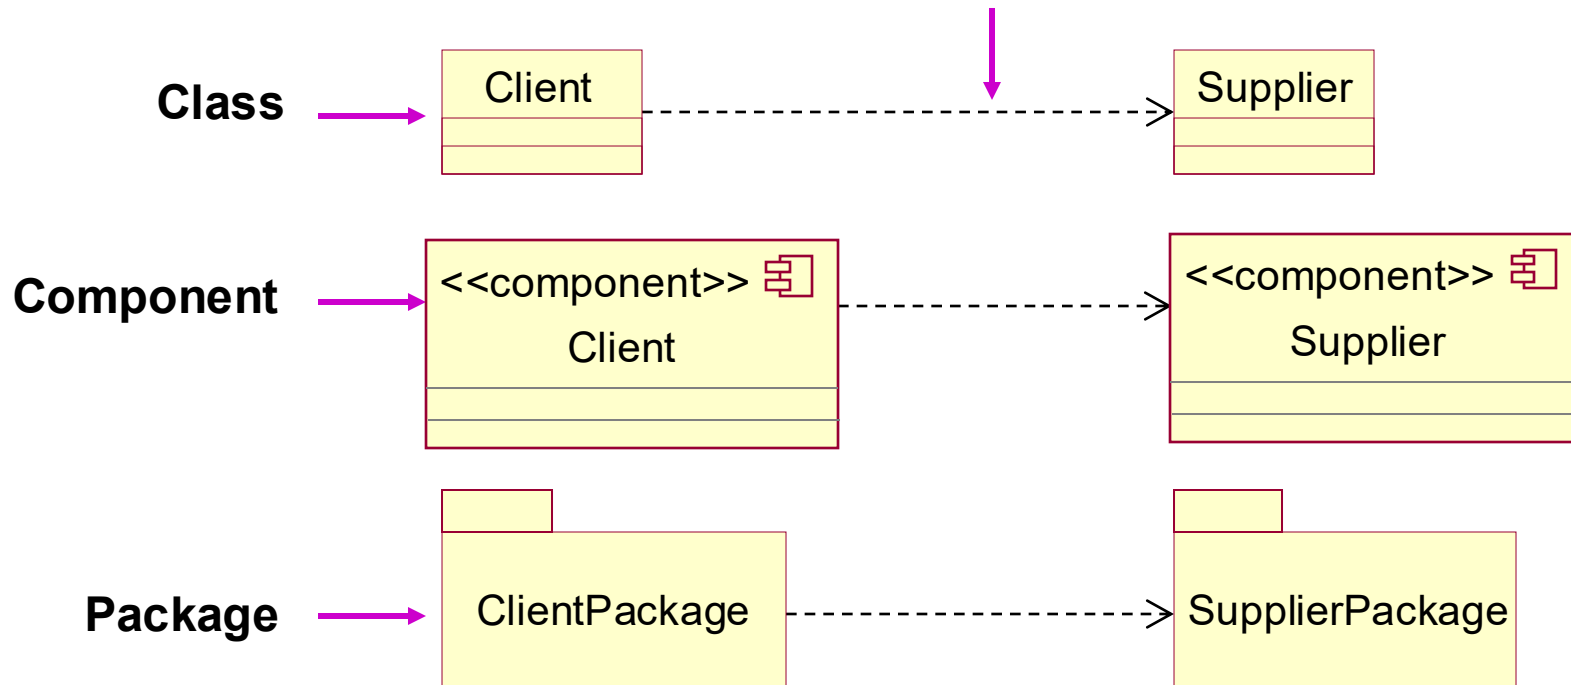 Class
Client
Supplier
Component
<<component>>
Client
<<component>>
Supplier
Package
ClientPackage
SupplierPackage